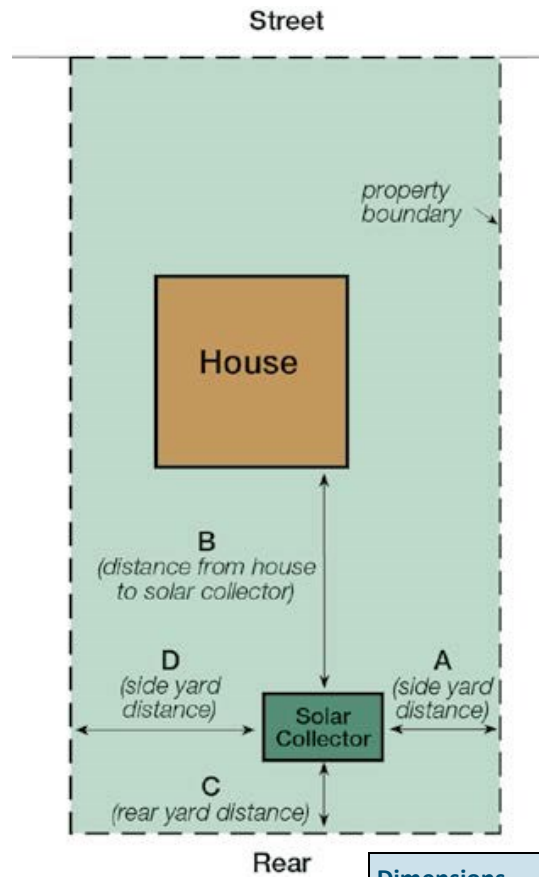 Street
property
boundary
House
B
(distance from house
to solar collector)
D
(side yard
distance)
A
(side yard
distance)
Solar
Collector
C
(rear yard distance)
Rear
Dimensions